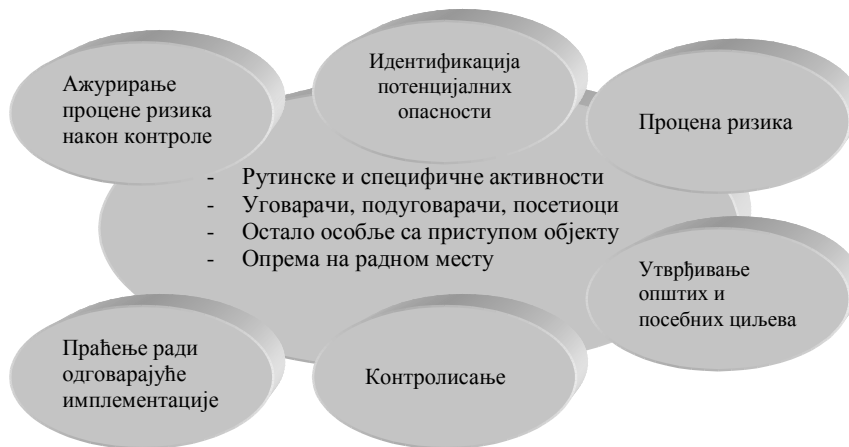 Ажурирање
процене ризика
након контроле
Идентификација
потенцијалних
опасности
Процена ризика
- Рутинске и специфичне активности
- Уговарачи, подуговарачи, посетиоци
- Остало особље са приступом објекту
- Опрема на радном месту
Утврђивање
општих и
посебних циљева
Праћење ради
одговарајуће
имплементације
Контролисање